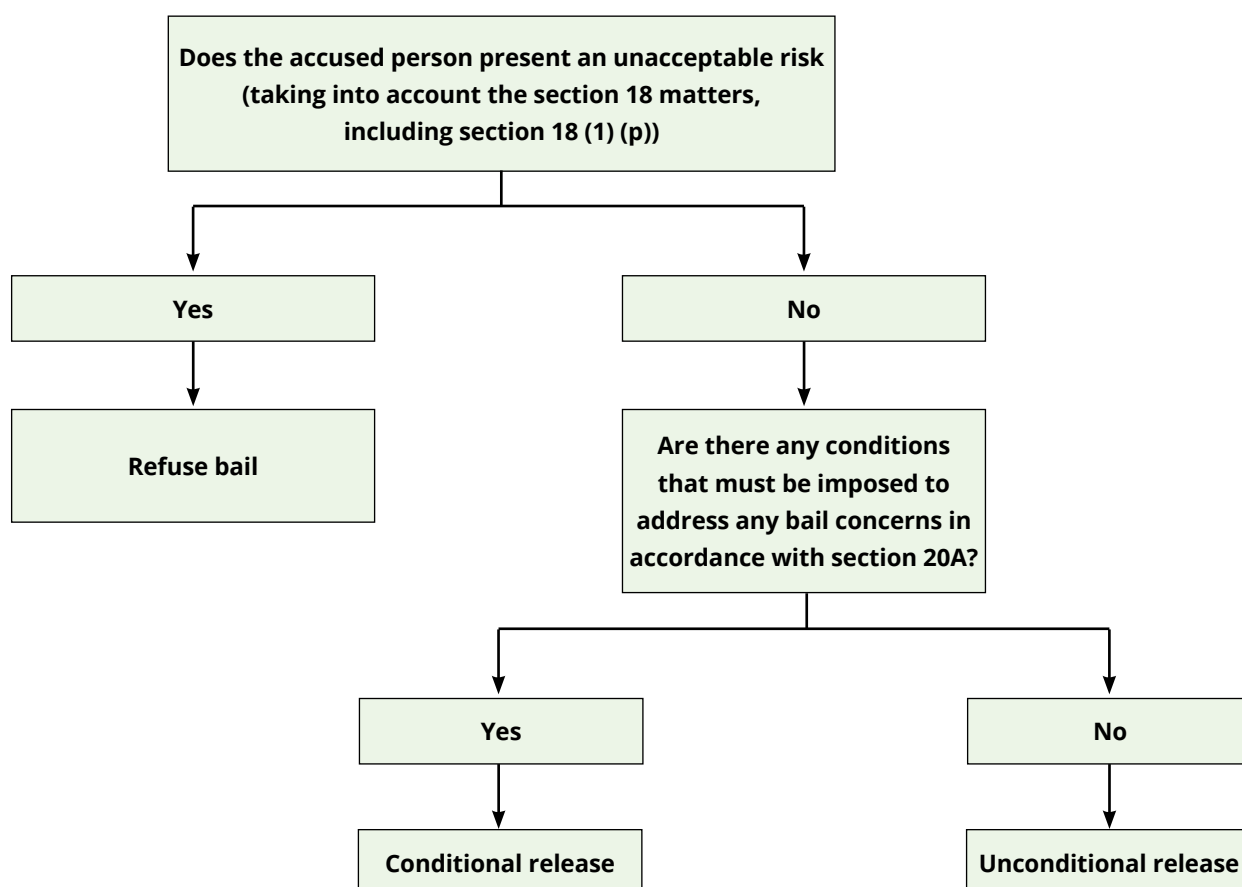 Does the accused person present an unacceptable risk
(taking into account the section 18 matters,
including section 18 (1) (p))
Yes
No
Refuse bail
Are there any conditions
that must be imposed to
address any bail concerns in
accordance with section 20A?
Yes
No
Conditional release
Unconditional release